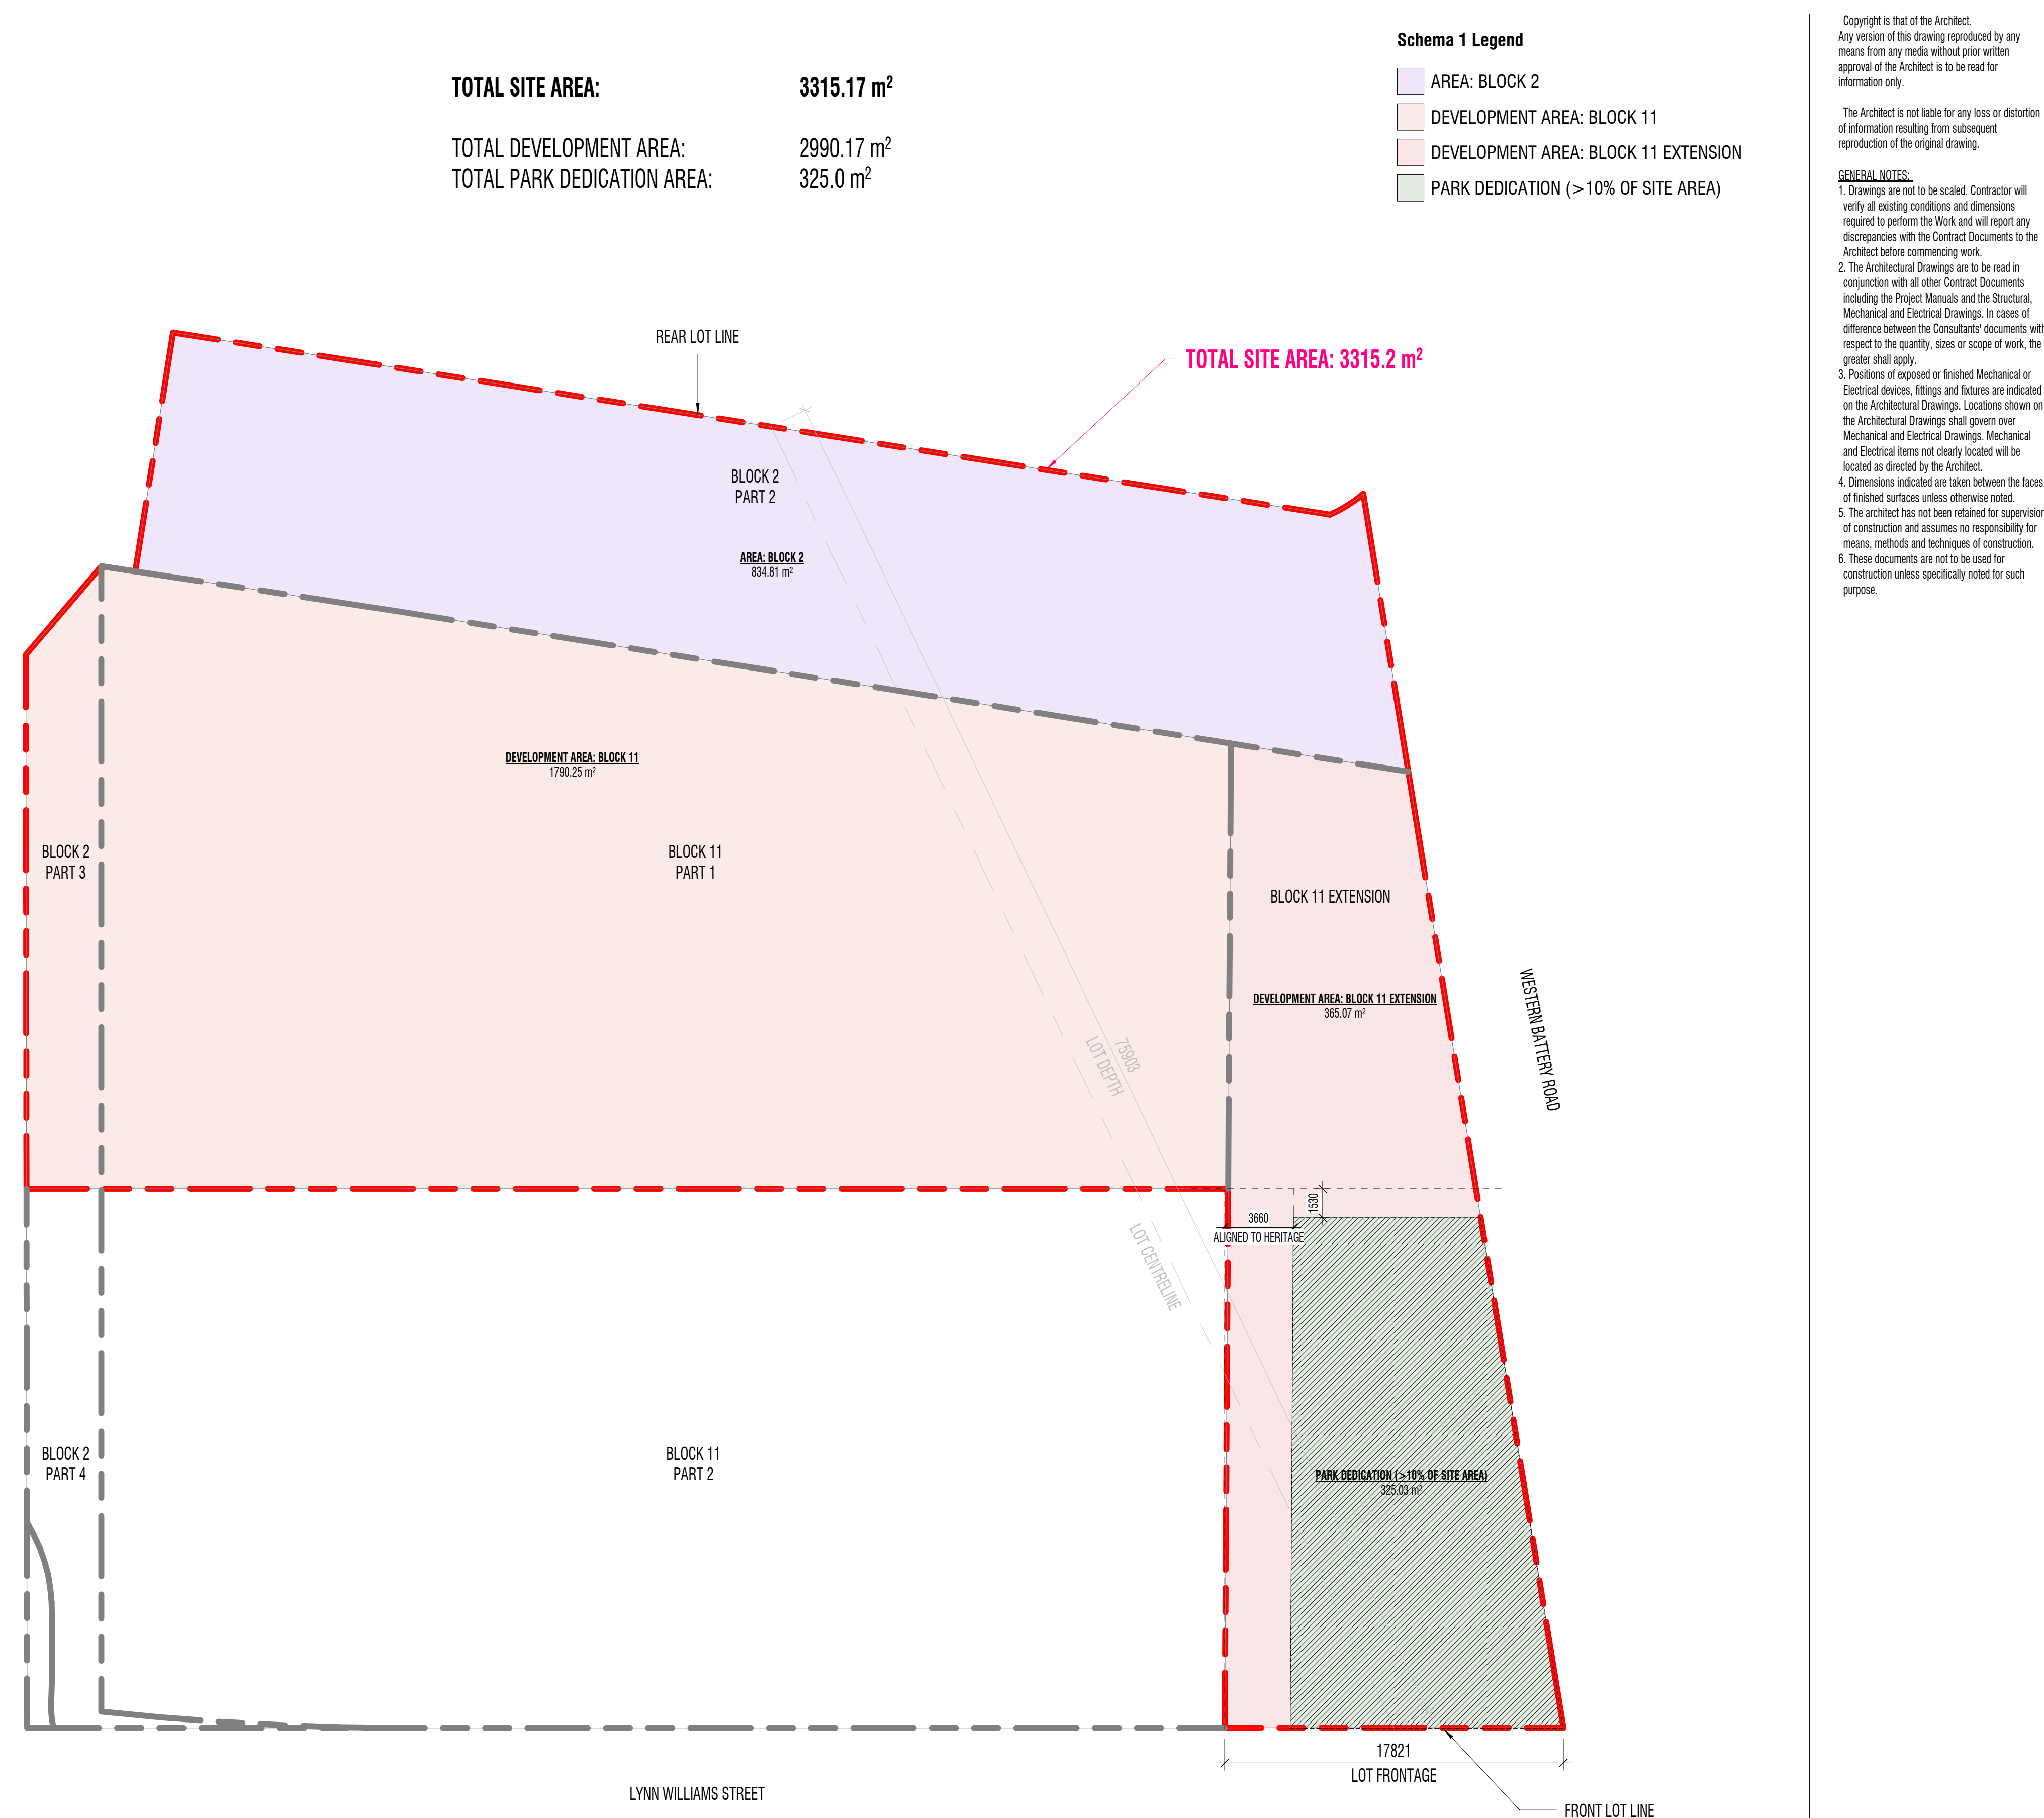 TOTAL SITE AREA: 3315.17 m²
TOTAL DEVELOPMENT AREA: 2990.17 m²
TOTAL PARK DEDICATION AREA: 325.0 m²
Schema 1 Legend
AREA: BLOCK 2
DEVELOPMENT AREA: BLOCK 11
DEVELOPMENT AREA: BLOCK 11 EXTENSION
PARK DEDICATION (>10% OF SITE AREA)
REAR LOT LINE
TOTAL SITE AREA: 3315.2 m²
BLOCK 2
PART 2
AREA: BLOCK 2
834.81 m²
DEVELOPMENT AREA: BLOCK 11
1790.25 m²
BLOCK 2
PART 3
BLOCK 11
PART 1
BLOCK 11 EXTENSION
DEVELOPMENT AREA: BLOCK 11 EXTENSION
365.07 m²
WESTERN BATTERY ROAD
75903
LOT DEPTH
LOT CENTRELINE
1530
3660
ALIGNED TO HERITAGE
BLOCK 2
PART 4
BLOCK 11
PART 2
PARK DEDICATION (>10% OF SITE AREA)
325.03 m²
17821
LOT FRONTAGE
LYNN WILLIAMS STREET
FRONT LOT LINE
Copyright is that of the Architect.
Any version of this drawing reproduced by any
means from any media without prior written
approval of the Architect is to be read for
information only.
The Architect is not liable for any loss or distortion
of information resulting from subsequent
reproduction of the original drawing.
GENERAL NOTES:
1. Drawings are not to be scaled. Contractor will
verify all existing conditions and dimensions
required to perform the Work and will report any
discrepancies with the Contract Documents to the
Architect before commencing work.
2. The Architectural Drawings are to be read in
conjunction with all other Contract Documents
including the Project Manuals and the Structural,
Mechanical and Electrical Drawings. In cases of
difference between the Consultants' documents with
respect to the quantity, sizes or scope of work, the
greater shall apply.
3. Positions of exposed or finished Mechanical or
Electrical devices, fittings and fixtures are indicated
on the Architectural Drawings. Locations shown on
the Architectural Drawings shall govern over
Mechanical and Electrical Drawings. Mechanical
and Electrical items not clearly located will be
located as directed by the Architect.
4. Dimensions indicated are taken between the faces
of finished surfaces unless otherwise noted.
5. The architect has not been retained for supervision
of construction and assumes no responsibility for
means, methods and techniques of construction.
6. These documents are not to be used for
construction unless specifically noted for such
purpose.